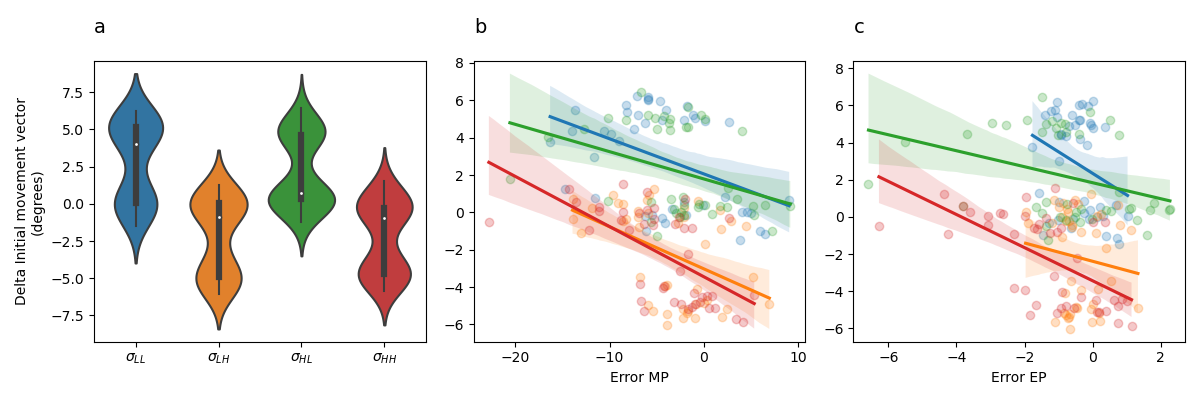 a
b
c
Delta Initial movement vector
(degrees)
7.5
5.0
2.5
0.0
−2.5
−5.0
−7.5
σLL
σLH
σHL
σHH
8
6
4
2
0
−2
−4
−6
−20
−10
0
10
Error MP
8
6
4
2
0
−2
−4
−6
−6
−4
−2
0
2
Error EP